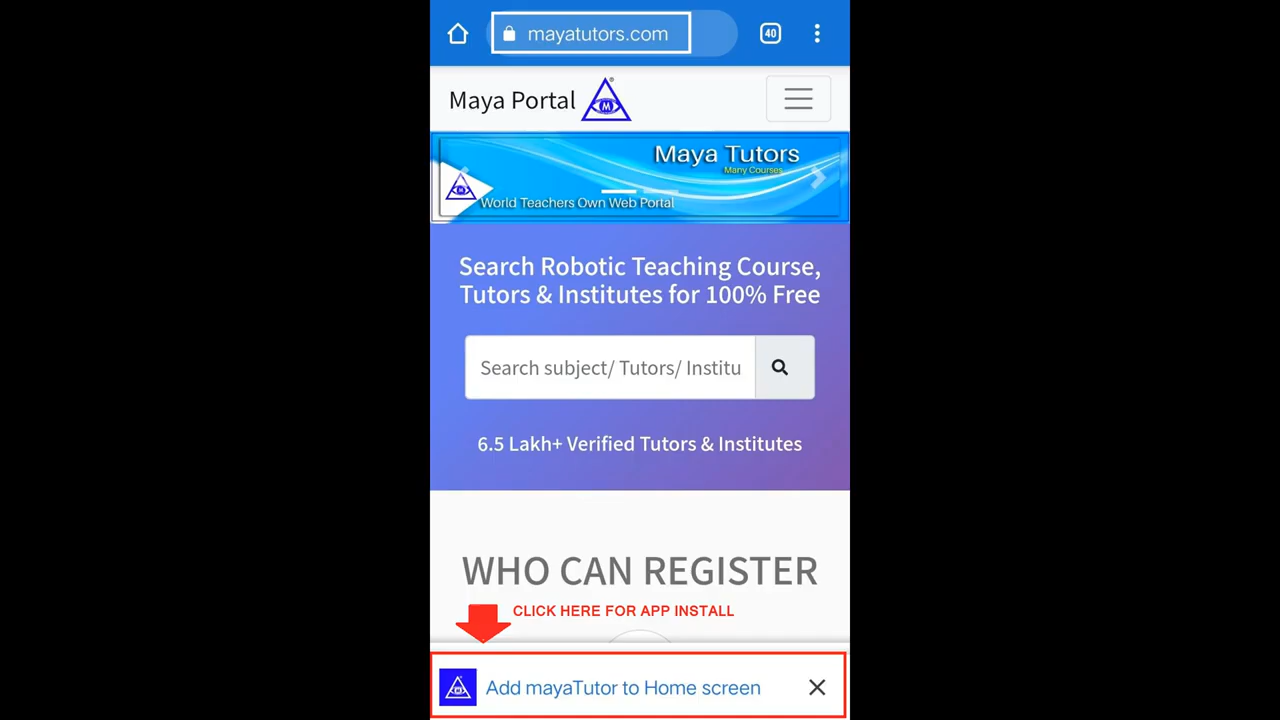 mayatutors.com
40
Maya Portal
M
Maya Tutors
Many Courses
World Teachers Own Web Portal
Search Robotic Teaching Course,
Tutors & Institutes for 100% Free
Search subject/ Tutors/ Institu
6.5 Lakh+ Verified Tutors & Institutes
WHO CAN REGISTER
CLICK HERE FOR APP INSTALL
Add mayaTutor to Home screen